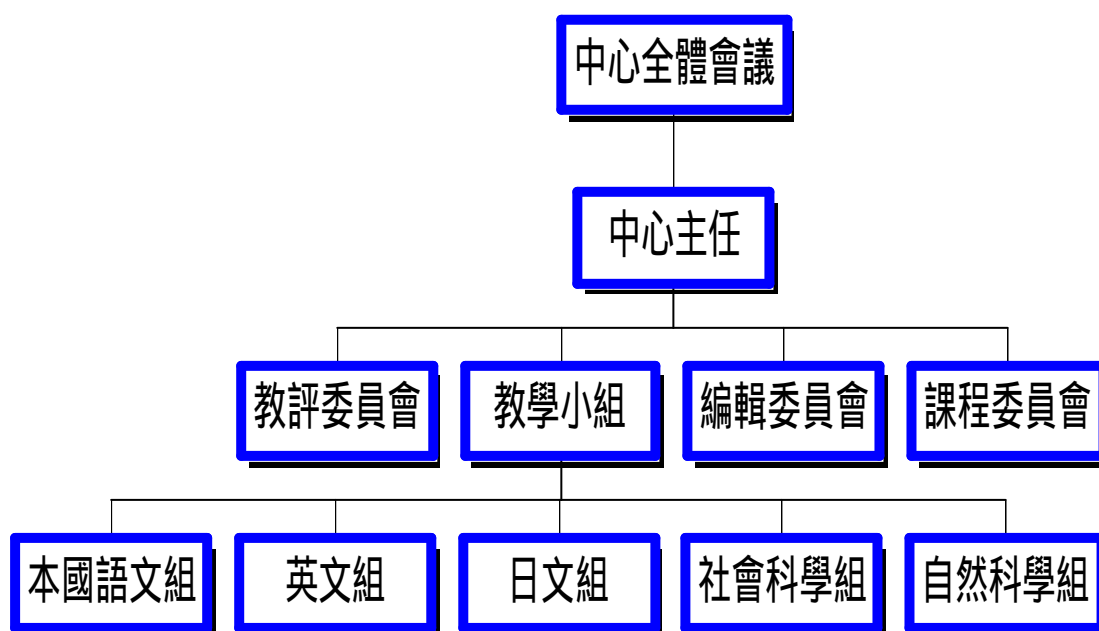 中心全體會議
中心主任
教評委員會
教學小組
編輯委員會
課程委員會
本國語文組
英文組
日文組
社會科學組
自然科學組